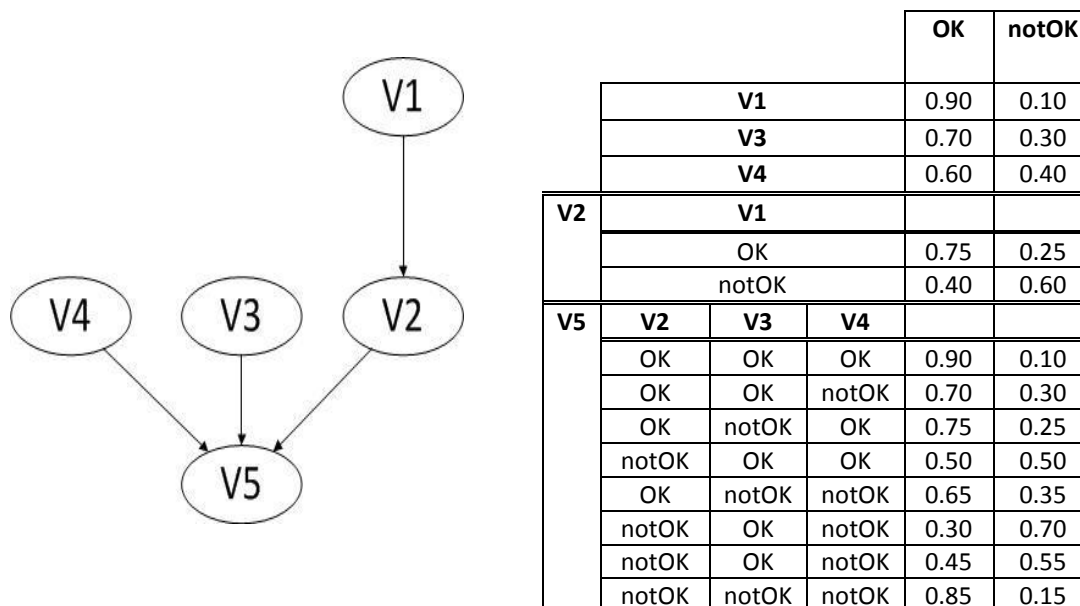 V1
V4 V3 V2
V5
OK notOK
V1 0.90 0.10
V3 0.70 0.30
V4 0.60 0.40
V2 V1
OK 0.75 0.25
notOK 0.40 0.60
V5 V2 V3 V4
OK OK OK 0.90 0.10
OK OK notOK 0.70 0.30
OK notOK OK 0.75 0.25
notOK OK OK 0.50 0.50
OK notOK notOK 0.65 0.35
notOK OK notOK 0.30 0.70
notOK OK notOK 0.45 0.55
notOK notOK notOK 0.85 0.15